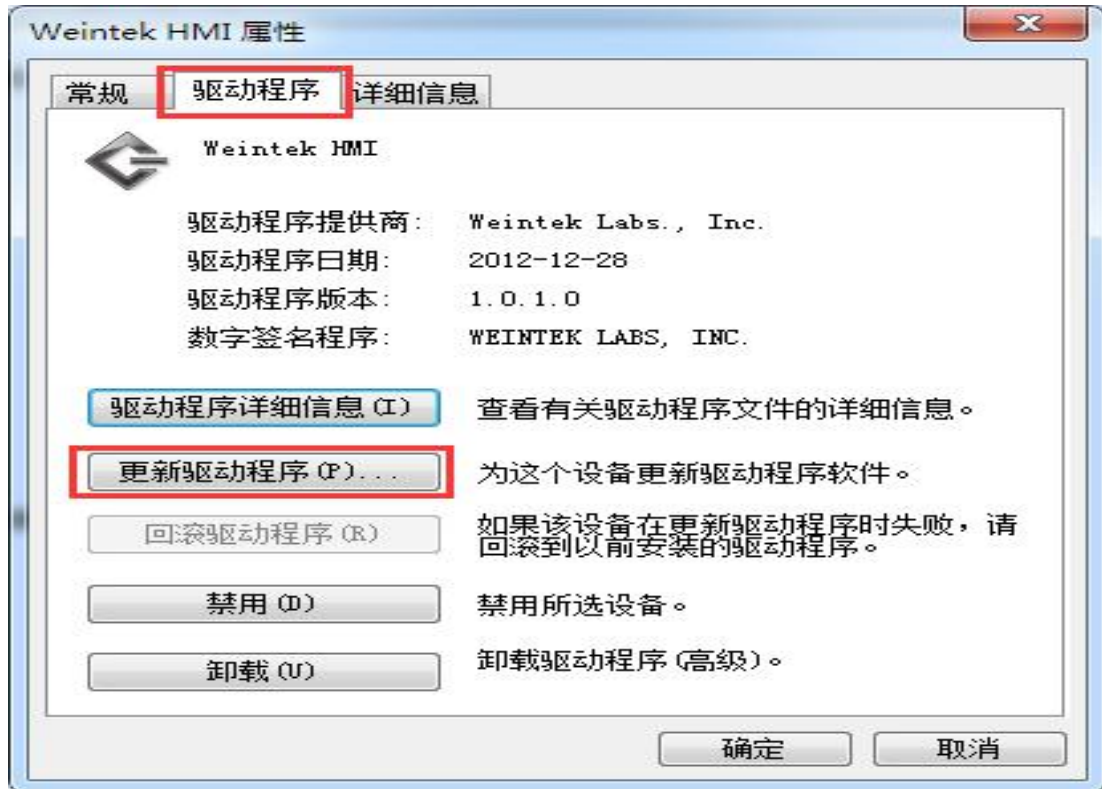 Weintek HMI 属性
常规 驱动程序 详细信息
Weintek HMI
驱动程序提供商: Weintek Labs., Inc.
驱动程序日期: 2012-12-28
驱动程序版本: 1.0.1.0
数字签名程序: WEINTEK LABS, INC.
驱动程序详细信息(I) 查看有关驱动程序文件的详细信息。
更新驱动程序(P)... 为这个设备更新驱动程序软件。
回滚驱动程序(R) 如果该设备在更新驱动程序时失败，请
回滚到以前安装的驱动程序。
禁用(D) 禁用所选设备。
卸载(U) 卸载驱动程序(高级)。
确定 取消